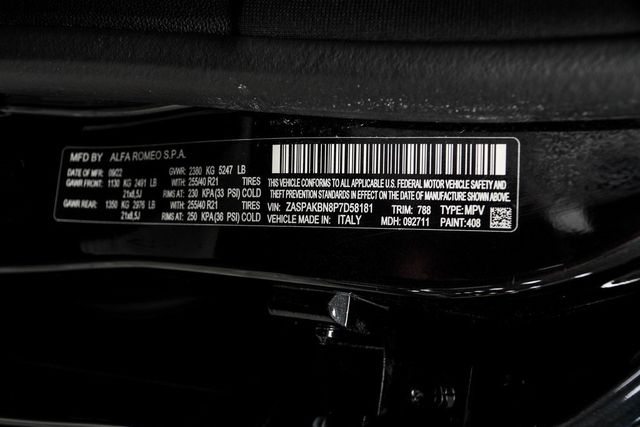 MFD BY ALFA ROMEO S.P.A.
DATE OF MFR: 09/22 GVWR: 2380 KG 5247 LB
GAWR FRONT: 1130 KG 2491 LB WITH: 255/40 R21 TIRES
21x8,5J RIMS AT: 230 KPA (33 PSI) COLD
GAWR REAR: 1350 KG 2976 LB WITH: 255/40 R21 TIRES
21x8,5J RIMS AT: 250 KPA (36 PSI) COLD
THIS VEHICLE CONFORMS TO ALL APPLICABLE U.S. FEDERAL MOTOR VEHICLE SAFETY AND
THEFT PREVENTION STANDARDS IN EFFECT ON THE DATE OF MANUFACTURE SHOWN ABOVE.
VIN: ZASPAKBN8P7D58181 TRIM: 768 TYPE: MPV
VEHICLE MADE IN: ITALY MDH: 092711 PAINT: 408